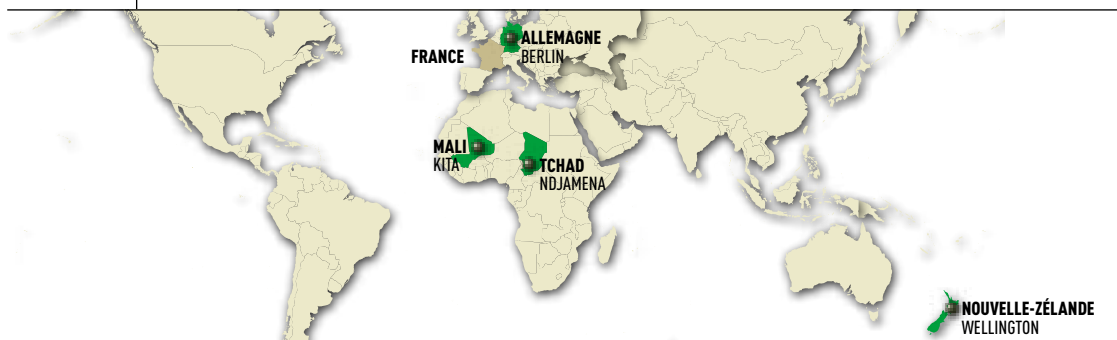 ALLEMAGNE
BERLIN
FRANCE
MALI
KITA
TCHAD
NDJAMENA
NOUVELLE-ZÉLANDE
WELLINGTON